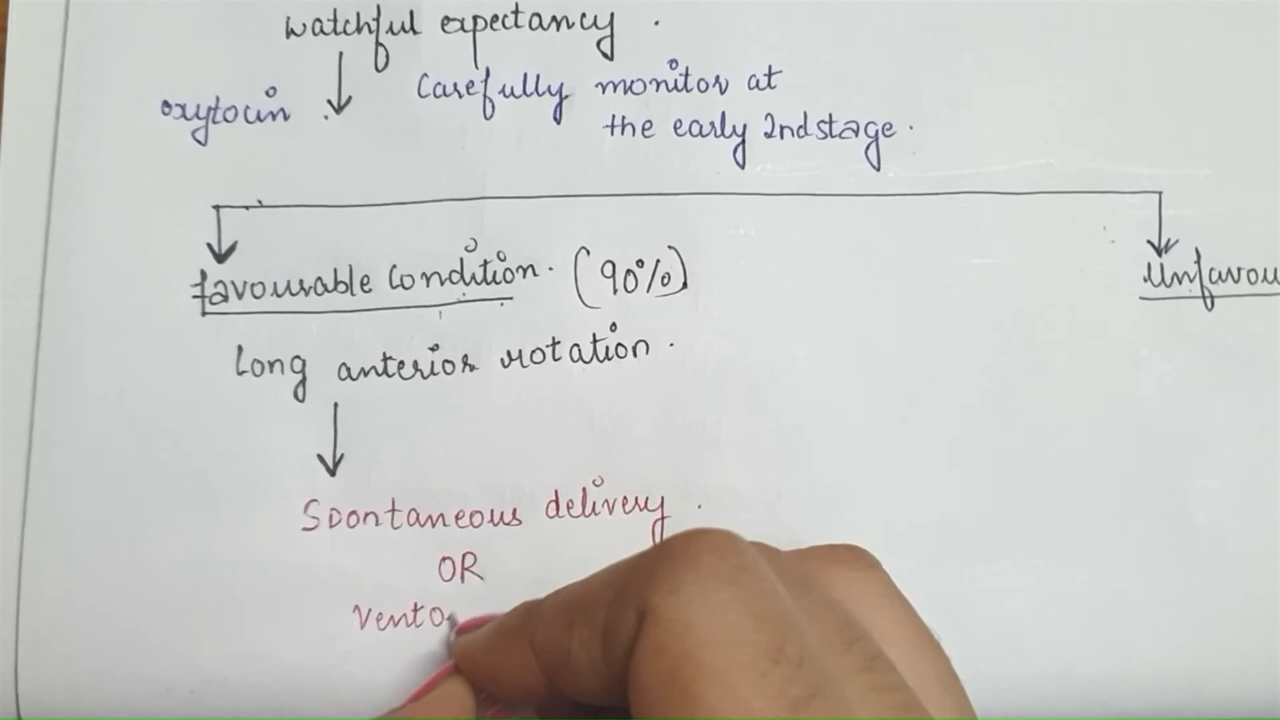 watchful expectancy .
oxytocin . Carefully monitor at
the early 2nd stage .
favourable condition . (90%)
Unfavou
Long anterior rotation .
Spontaneous delivery .
OR
Vento